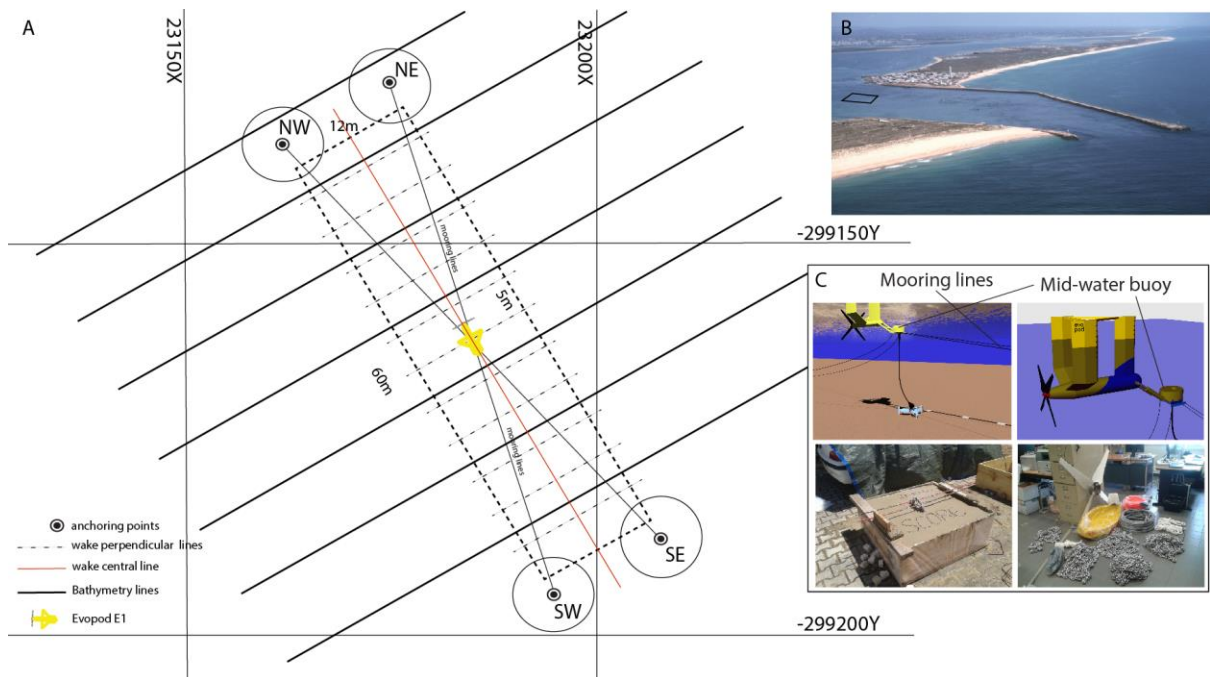 A
23150X
23200X
NE
NW
12m
mooring lines
-299150Y
5m
60m
mooring lines
SE
SW
-299200Y
anchoring points
wake perpendicular lines
wake central line
Bathymetry lines
Evopod E1
B
C
Mooring lines
Mid-water buoy